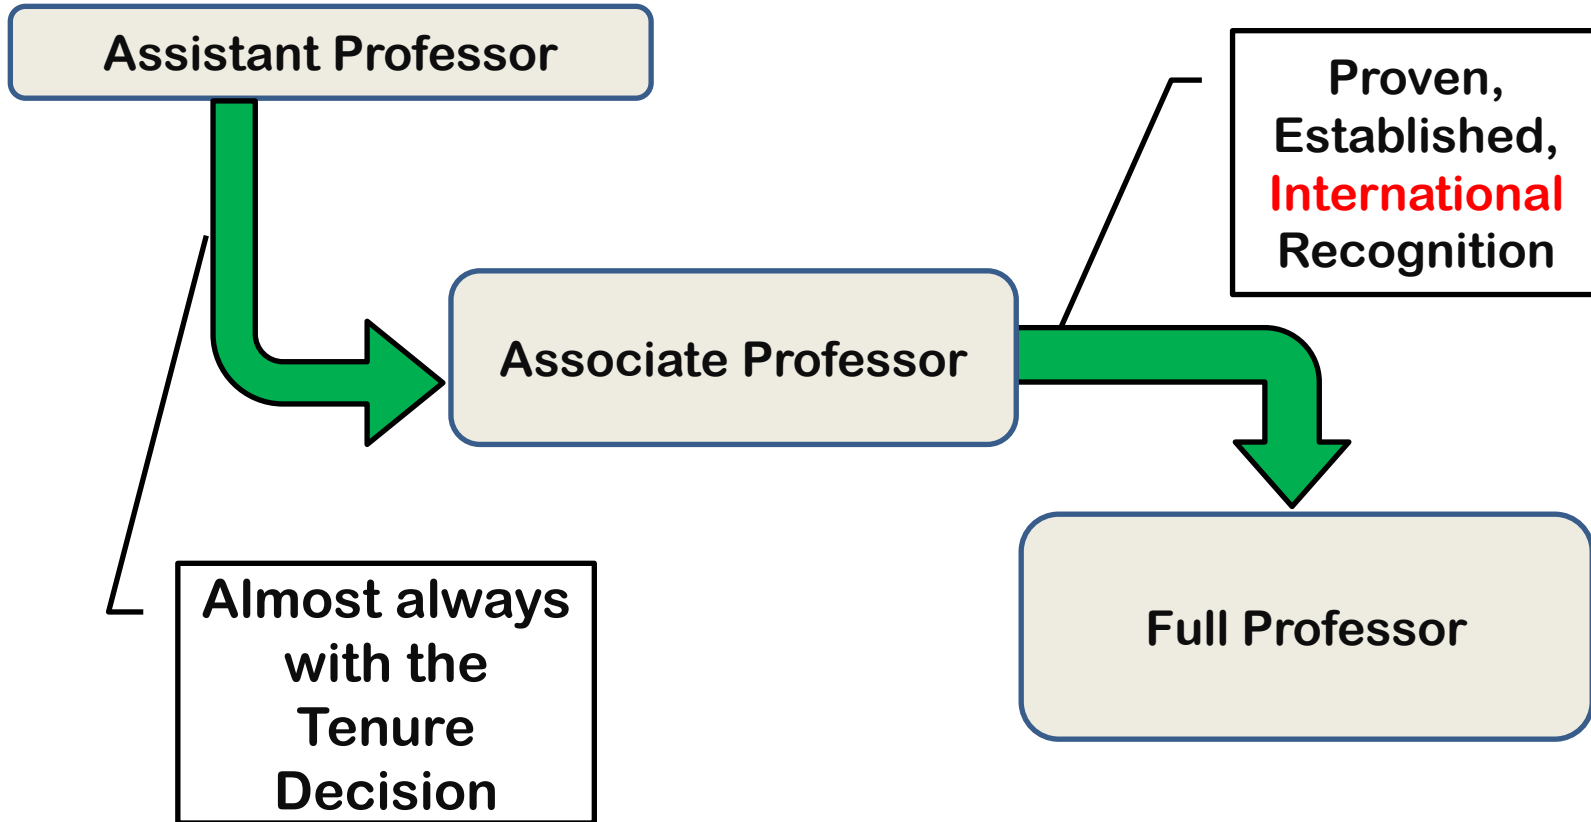 Assistant Professor
Proven,
Established,
International
Recognition
Associate Professor
Almost always
with the
Tenure
Decision
Full Professor